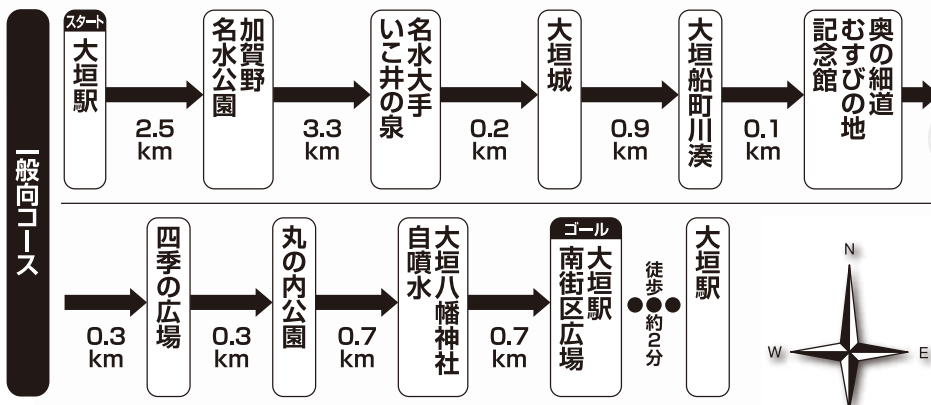 一般向コース
スタート
大垣駅
2.5
km
加賀野
名水公園
3.3
km
名水大手
いこ井の泉
0.2
km
大垣城
0.9
km
大垣船町川湊
0.1
km
奥の細道
むすびの地
記念館
0.3
km
四季の広場
0.3
km
丸の内公園
0.7
km
大垣八幡神社
自噴水
0.7
km
ゴール
大垣駅
南街区広場
徒歩
約2分
大垣駅
N
W
E